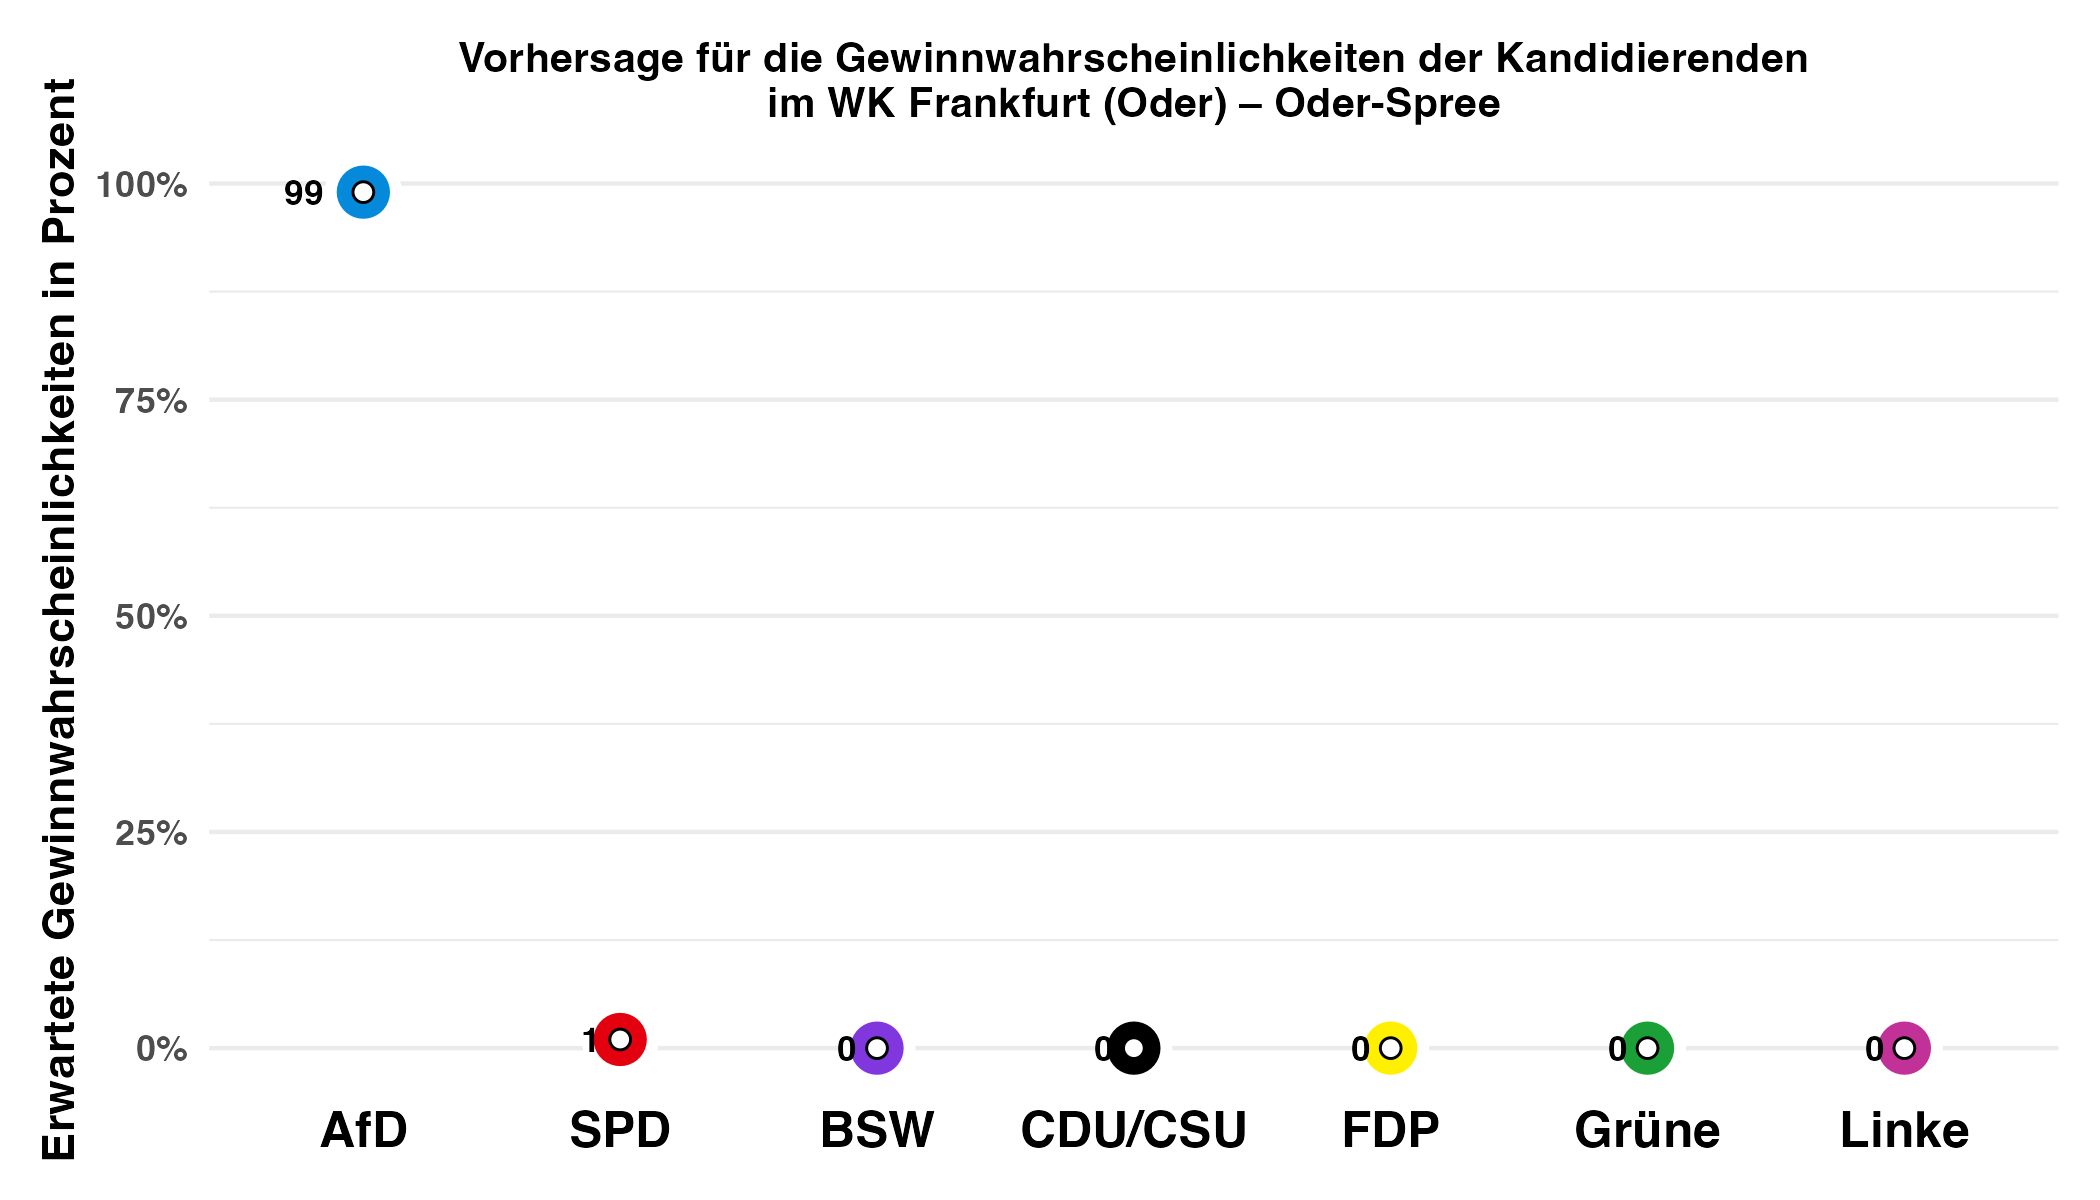 Vorhersage für die Gewinnwahrscheinlichkeiten der Kandidierenden
im WK Frankfurt (Oder) – Oder-Spree
Erwartete Gewinnwahrscheinlichkeiten in Prozent
100%
75%
50%
25%
0%
99
1
0
0
0
0
0
AfD
SPD
BSW
CDU/CSU
FDP
Grüne
Linke